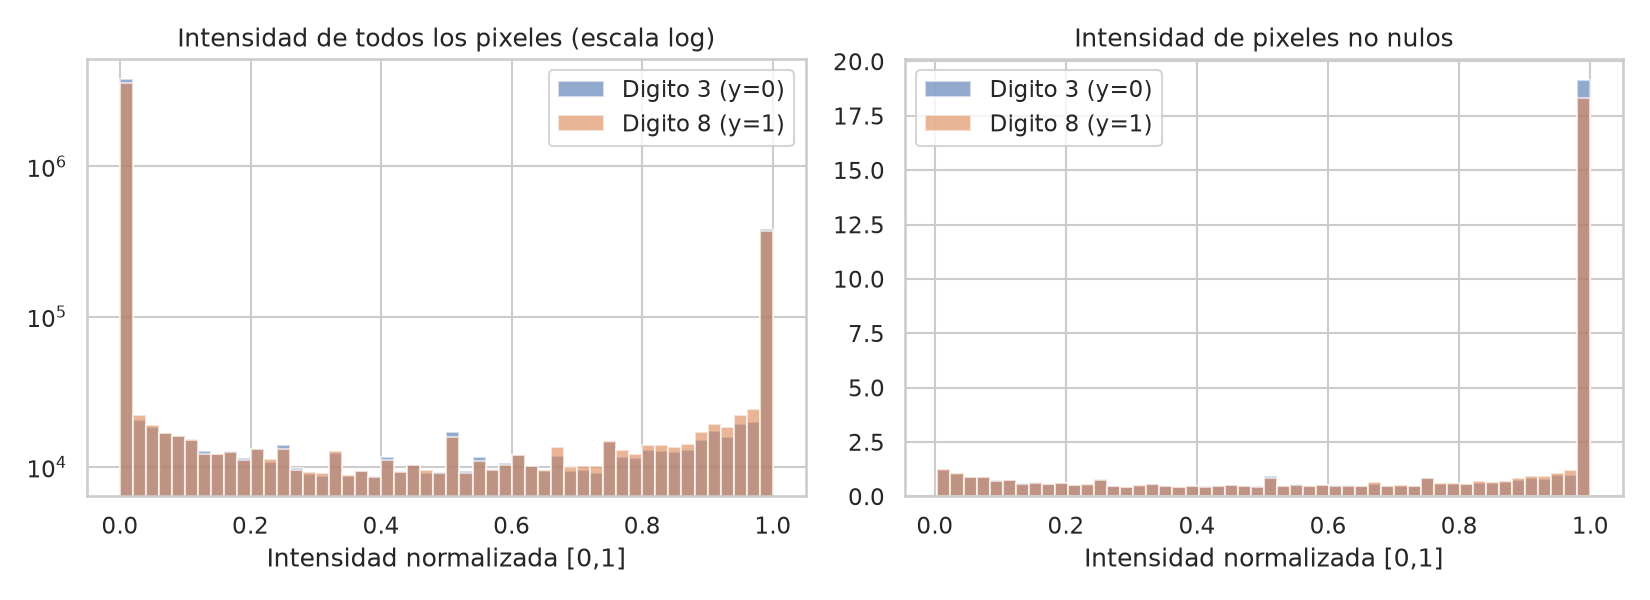 Intensidad de todos los pixeles (escala log)
Digito 3 (y=0)
Digito 8 (y=1)
10⁶
10⁵
10⁴
0.0 0.2 0.4 0.6 0.8 1.0
Intensidad normalizada [0,1]
Intensidad de pixeles no nulos
Digito 3 (y=0)
Digito 8 (y=1)
20.0
17.5
15.0
12.5
10.0
7.5
5.0
2.5
0.0
0.0 0.2 0.4 0.6 0.8 1.0
Intensidad normalizada [0,1]